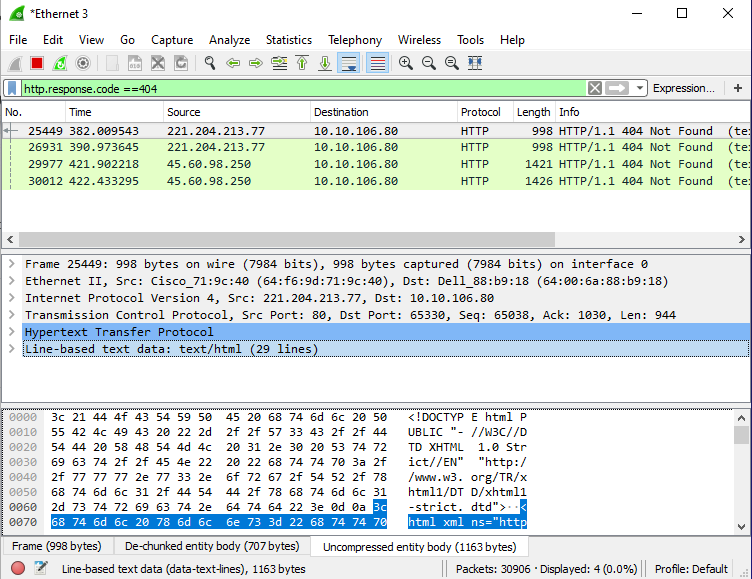 *Ethernet 3
File Edit View Go Capture Analyze Statistics Telephony Wireless Tools Help
http.response.code ==404 Expression... +
No. Time Source Destination Protocol Length Info
25449 382.009543 221.204.213.77 10.10.106.80 HTTP 998 HTTP/1.1 404 Not Found (te
26931 390.973645 221.204.213.77 10.10.106.80 HTTP 998 HTTP/1.1 404 Not Found (te
29977 421.902218 45.60.98.250 10.10.106.80 HTTP 1421 HTTP/1.1 404 Not Found (te
30012 422.433295 45.60.98.250 10.10.106.80 HTTP 1426 HTTP/1.1 404 Not Found (te
Frame 25449: 998 bytes on wire (7984 bits), 998 bytes captured (7984 bits) on interface 0
Ethernet II, Src: Cisco_71:9c:40 (64:f6:9d:71:9c:40), Dst: Dell_88:b9:18 (64:00:6a:88:b9:18)
Internet Protocol Version 4, Src: 221.204.213.77, Dst: 10.10.106.80
Transmission Control Protocol, Src Port: 80, Dst Port: 65330, Seq: 65038, Ack: 1030, Len: 944
Hypertext Transfer Protocol
Line-based text data: text/html (29 lines)
0000 3c 21 44 4f 43 54 59 50 45 20 68 74 6d 6c 20 50 <!DOCTYP E html P
0010 55 42 4c 49 43 20 22 2d 2f 2f 57 33 43 2f 2f 44 UBLIC "- //W3C//D
0020 54 44 20 58 48 54 4d 4c 20 31 2e 30 20 53 74 72 TD XHTML 1.0 Str
0030 69 63 74 2f 2f 45 4e 22 20 22 68 74 74 70 3a 2f ict//EN" "http:/
0040 2f 77 77 77 2e 77 33 2e 6f 72 67 2f 54 52 2f 78 /www.w3. org/TR/x
0050 68 74 6d 6c 31 2f 44 54 44 2f 78 68 74 6d 6c 31 html1/DT D/xhtml1
0060 2d 73 74 72 69 63 74 2e 64 74 64 22 3e 0d 0a 3c -strict. dtd">··<
0070 68 74 6d 6c 20 78 6d 6c 6e 73 3d 22 68 74 74 70 html xml ns="http
Frame (998 bytes) De-chunked entity body (707 bytes) Uncompressed entity body (1163 bytes)
Line-based text data (data-text-lines), 1163 bytes Packets: 30906 · Displayed: 4 (0.0%) Profile: Default